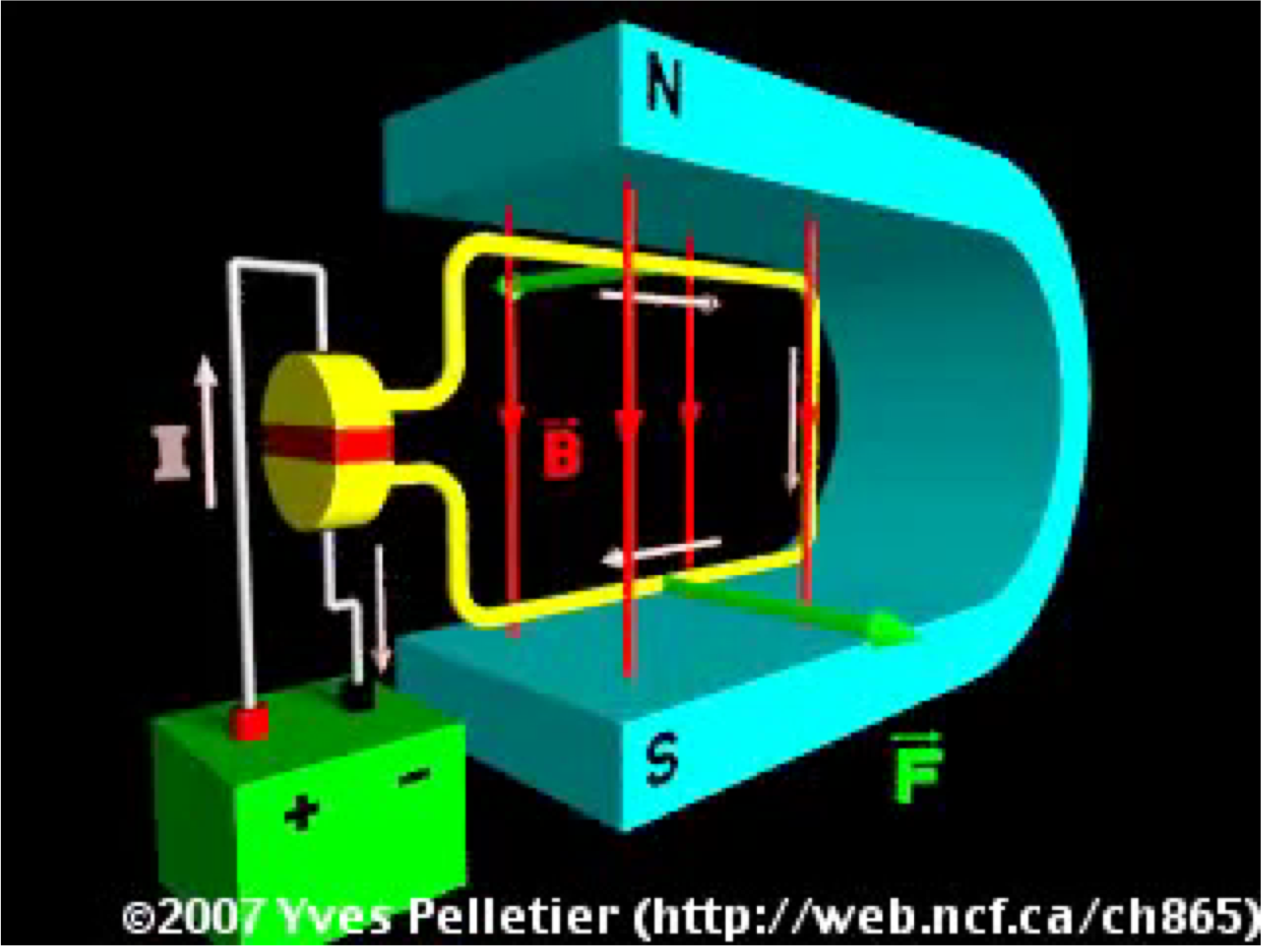 N
I
B
S
F
+ −
©2007 Yves Pelletier (http://web.ncf.ca/ch865)